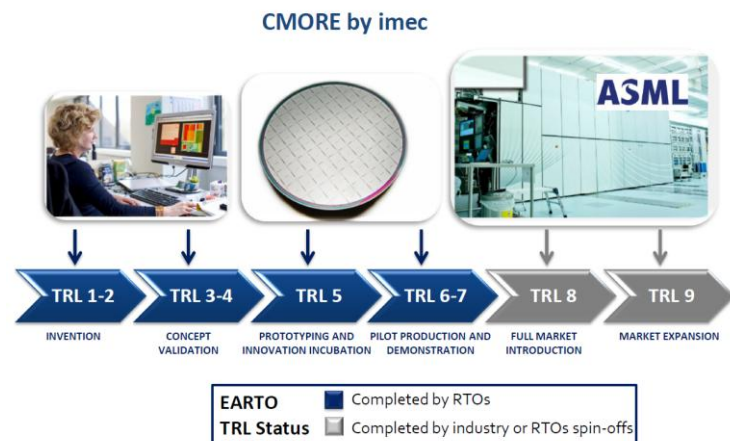 CMORE by imec
ASML
TRL 1-2
TRL 3-4
TRL 5
TRL 6-7
TRL 8
TRL 9
INVENTION
CONCEPT
VALIDATION
PROTOTYPING AND
INNOVATION INCUBATION
PILOT PRODUCTION AND
DEMONSTRATION
FULL MARKET
INTRODUCTION
MARKET EXPANSION
EARTO
TRL Status
Completed by RTOs
Completed by industry or RTOs spin-offs